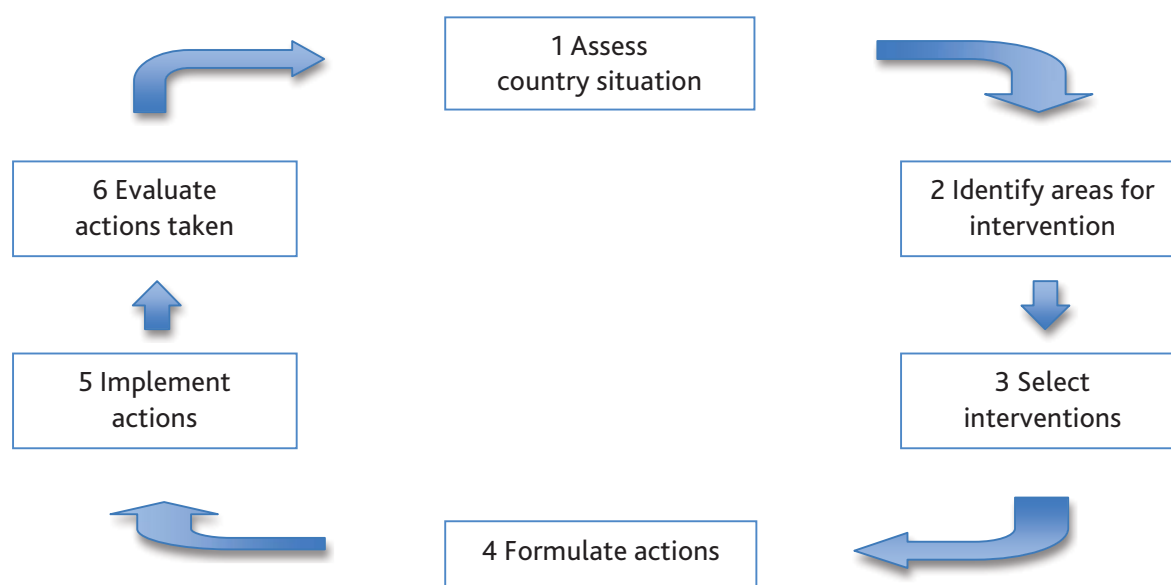 1 Assess
country situation
2 Identify areas for
intervention
3 Select
interventions
4 Formulate actions
5 Implement
actions
6 Evaluate
actions taken